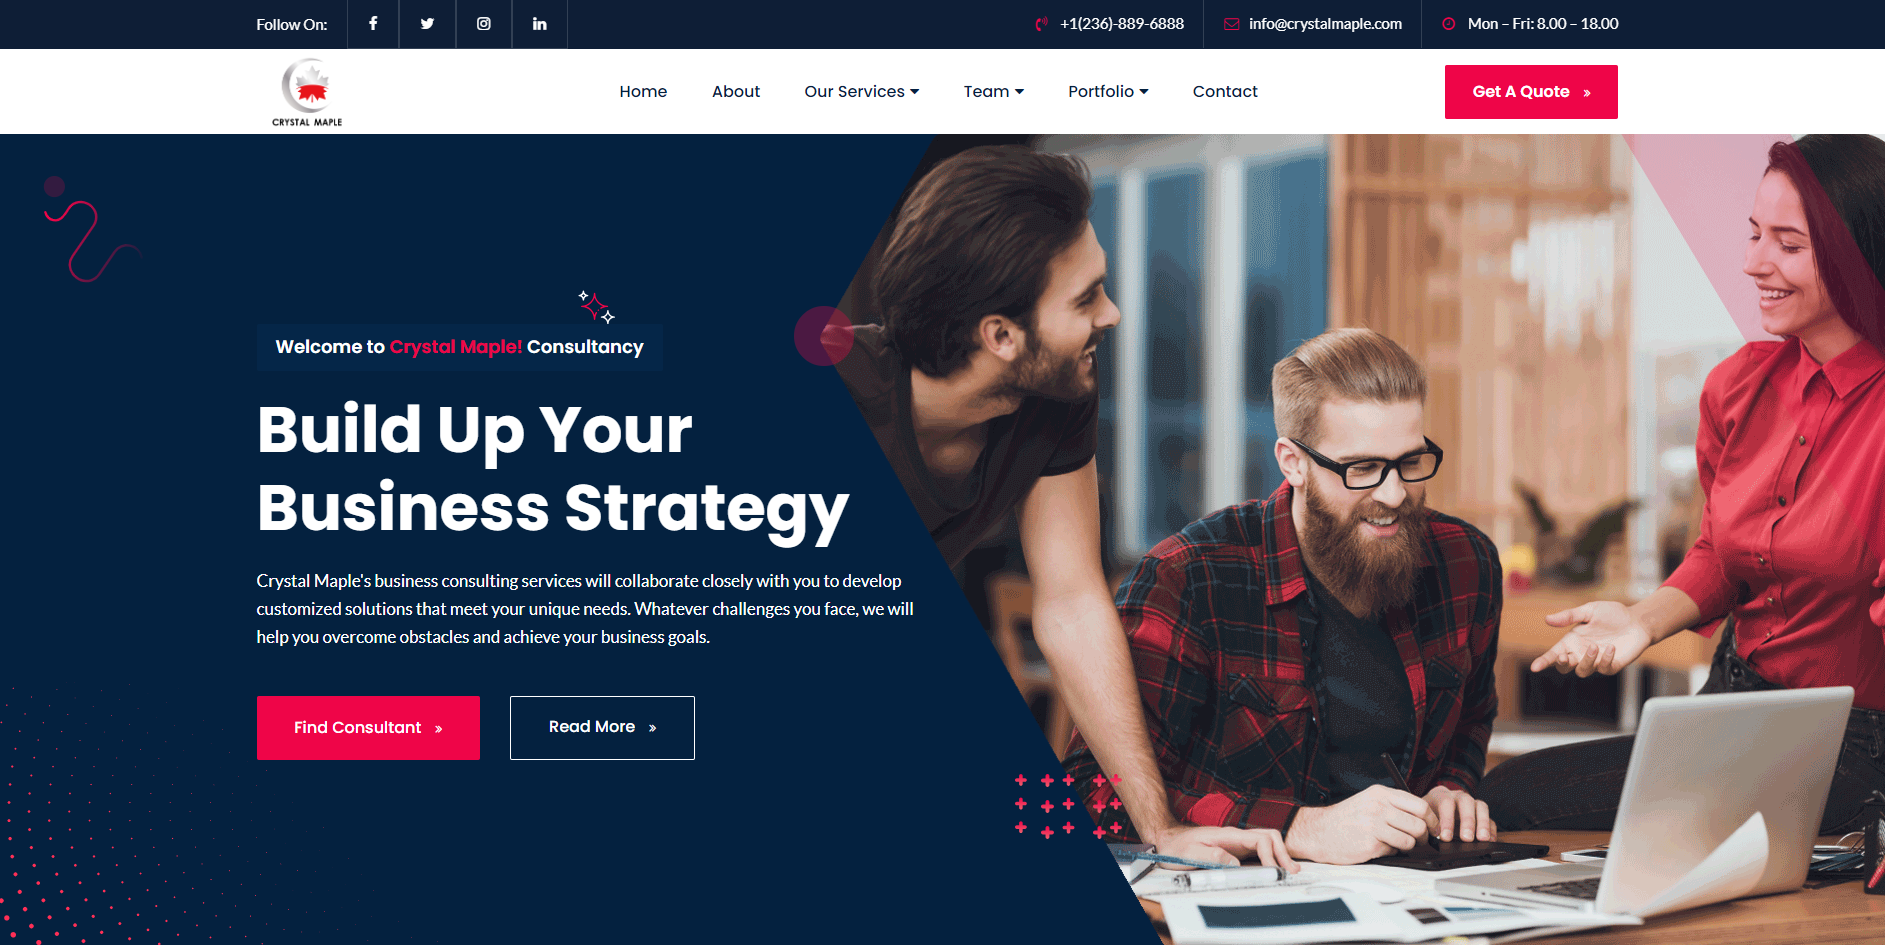 Follow On:
+1(236)-889-6888
info@crystalmaple.com
Mon – Fri: 8.00 – 18.00
CRYSTAL MAPLE
Home
About
Our Services
Team
Portfolio
Contact
Get A Quote »
Welcome to Crystal Maple! Consultancy
Build Up Your
Business Strategy
Crystal Maple's business consulting services will collaborate closely with you to develop
customized solutions that meet your unique needs. Whatever challenges you face, we will
help you overcome obstacles and achieve your business goals.
Find Consultant »
Read More »